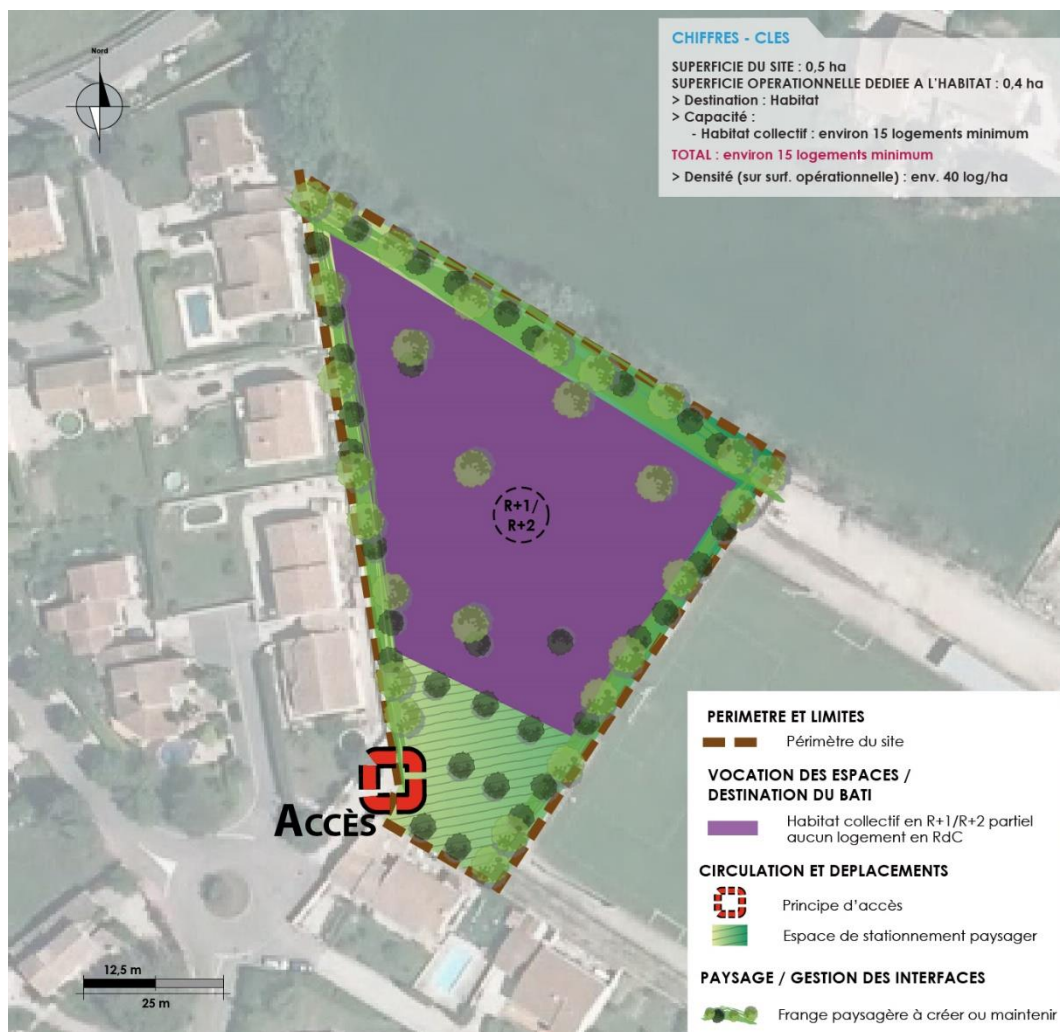 Nord
CHIFFRES - CLES
SUPERFICIE DU SITE : 0,5 ha
SUPERFICIE OPERATIONNELLE DEDIEE A L'HABITAT : 0,4 ha
> Destination : Habitat
> Capacité :
- Habitat collectif : environ 15 logements minimum
TOTAL : environ 15 logements minimum
> Densité (sur surf. opérationnelle) : env. 40 log/ha
R+1/
R+2
ACCÈS
12,5 m
25 m
PERIMETRE ET LIMITES
Périmètre du site
VOCATION DES ESPACES /
DESTINATION DU BATI
Habitat collectif en R+1/R+2 partiel
aucun logement en RdC
CIRCULATION ET DEPLACEMENTS
Principe d'accès
Espace de stationnement paysager
PAYSAGE / GESTION DES INTERFACES
Frange paysagère à créer ou maintenir